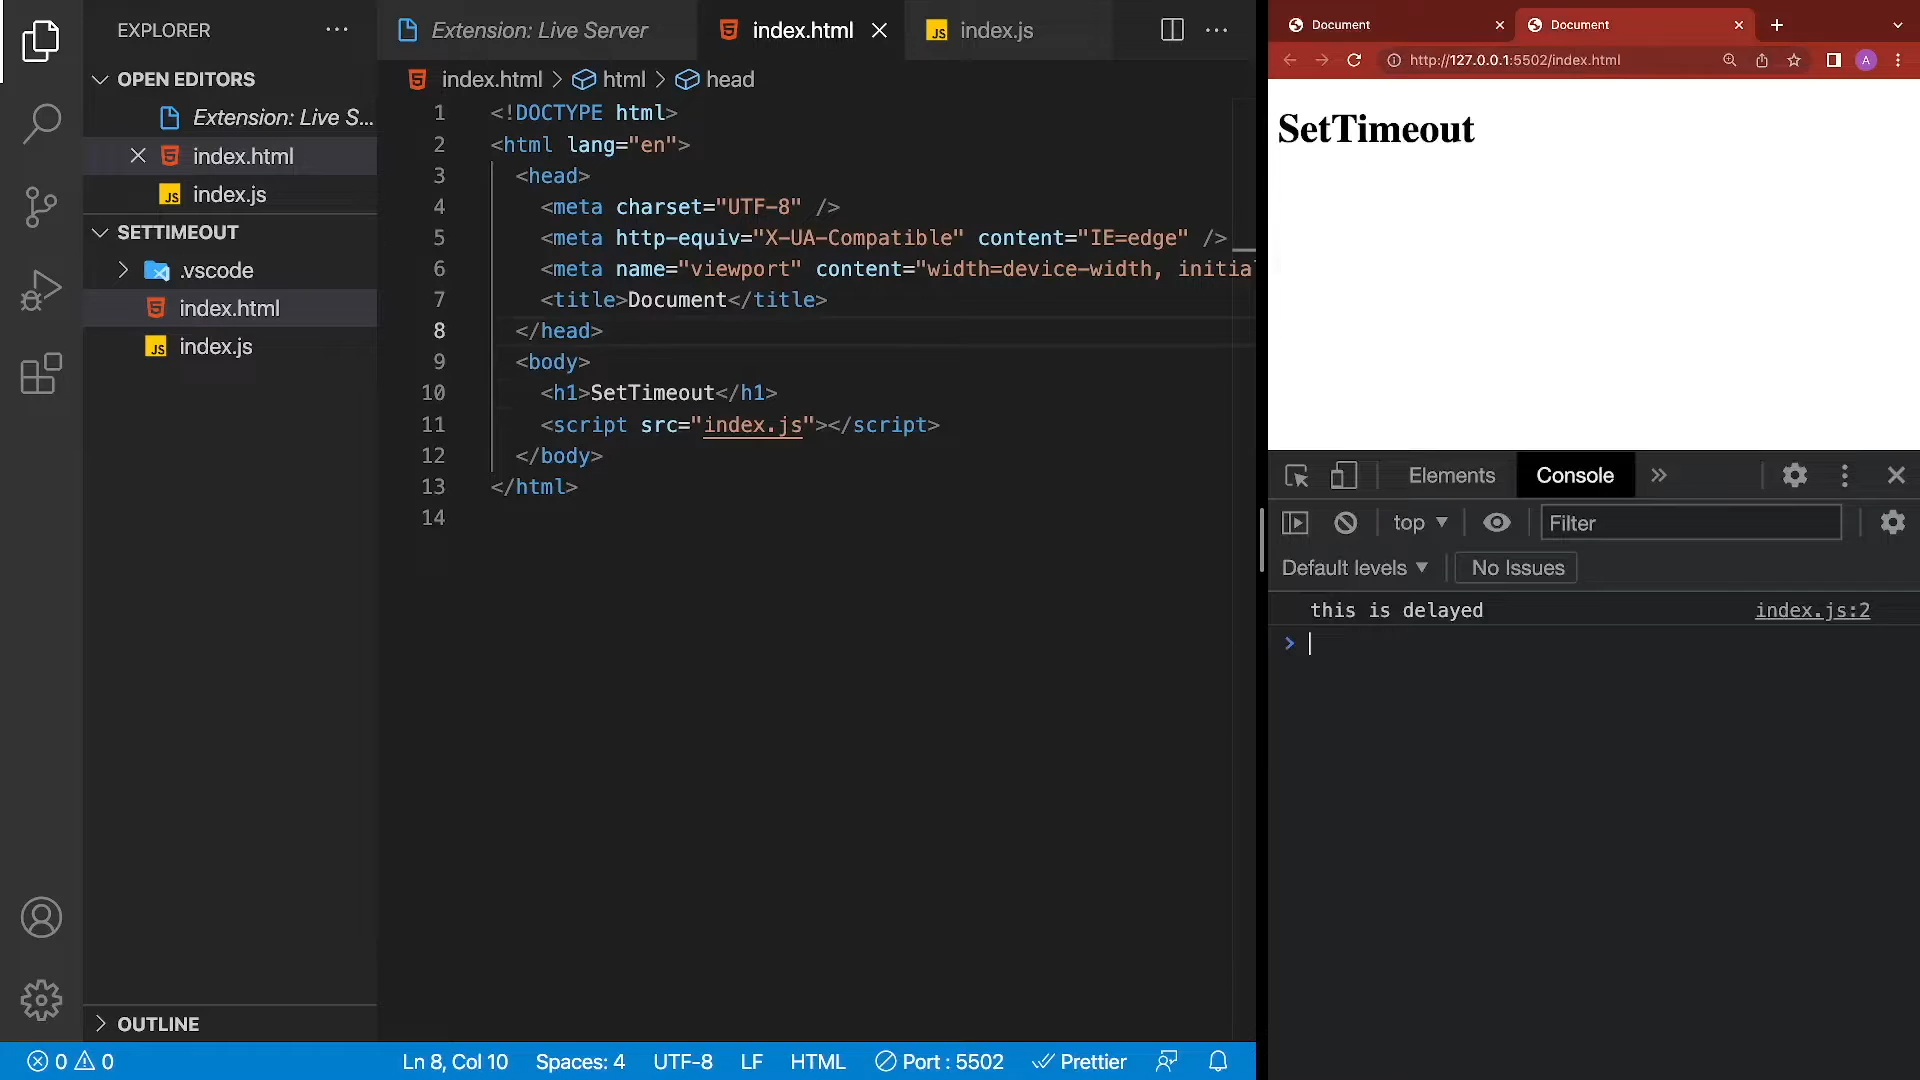 EXPLORER
OPEN EDITORS
Extension: Live S...
index.html
index.js
SETTIMEOUT
.vscode
index.html
index.js
OUTLINE
Extension: Live Server
index.html
index.js
index.html > html > head
1 <!DOCTYPE html>
2 <html lang="en">
3 <head>
4 <meta charset="UTF-8" />
5 <meta http-equiv="X-UA-Compatible" content="IE=edge" />
6 <meta name="viewport" content="width=device-width, initial
7 <title>Document</title>
8 </head>
9 <body>
10 <h1>SetTimeout</h1>
11 <script src="index.js"></script>
12 </body>
13 </html>
14
0 0
Ln 8, Col 10 Spaces: 4 UTF-8 LF HTML Port : 5502 Prettier
Document
Document
http://127.0.0.1:5502/index.html
A
SetTimeout
Elements Console
top Filter
Default levels No Issues
this is delayed index.js:2